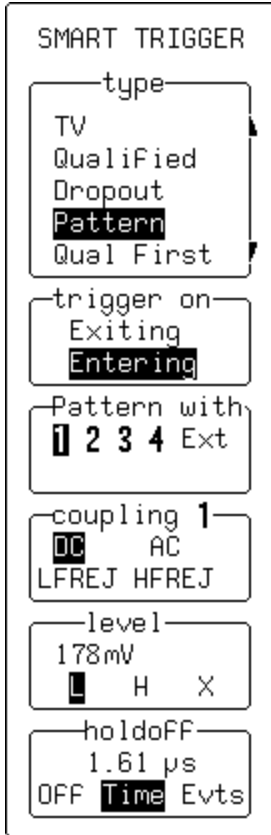 SMART TRIGGER
type
TV
Qualified
Dropout
Pattern
Qual First
trigger on
Exiting
Entering
Pattern with
1 2 3 4 Ext
coupling 1
DC AC
LFREJ HFREJ
level
178mV
L H X
holdoff
1.61 µs
OFF Time Evts